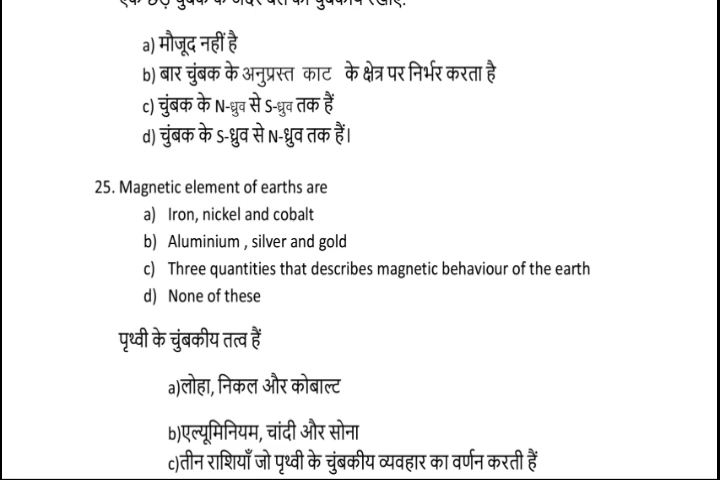 a) मौजूद नहीं है
b) बार चुंबक के अनुप्रस्त काट के क्षेत्र पर निर्भर करता है
c) चुंबक के N-ध्रुव से S-ध्रुव तक हैं
d) चुंबक के S-ध्रुव से N-ध्रुव तक हैं।
25. Magnetic element of earths are
a) Iron, nickel and cobalt
b) Aluminium , silver and gold
c) Three quantities that describes magnetic behaviour of the earth
d) None of these
पृथ्वी के चुंबकीय तत्व हैं
a)लोहा, निकल और कोबाल्ट
b)एल्यूमिनियम, चांदी और सोना
c)तीन राशियाँ जो पृथ्वी के चुंबकीय व्यवहार का वर्णन करती हैं